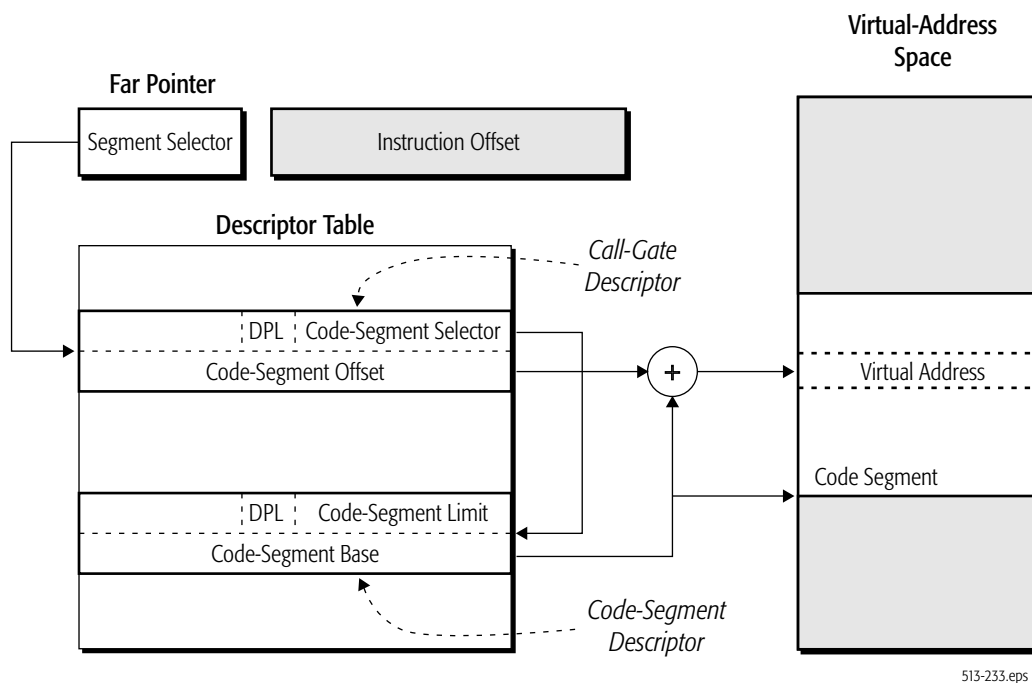 Virtual-Address
Space
Far Pointer
Segment Selector
Instruction Offset
Descriptor Table
Call-Gate
Descriptor
DPL
Code-Segment Selector
Code-Segment Offset
+
Virtual Address
Code Segment
DPL
Code-Segment Limit
Code-Segment Base
Code-Segment
Descriptor
513-233.eps